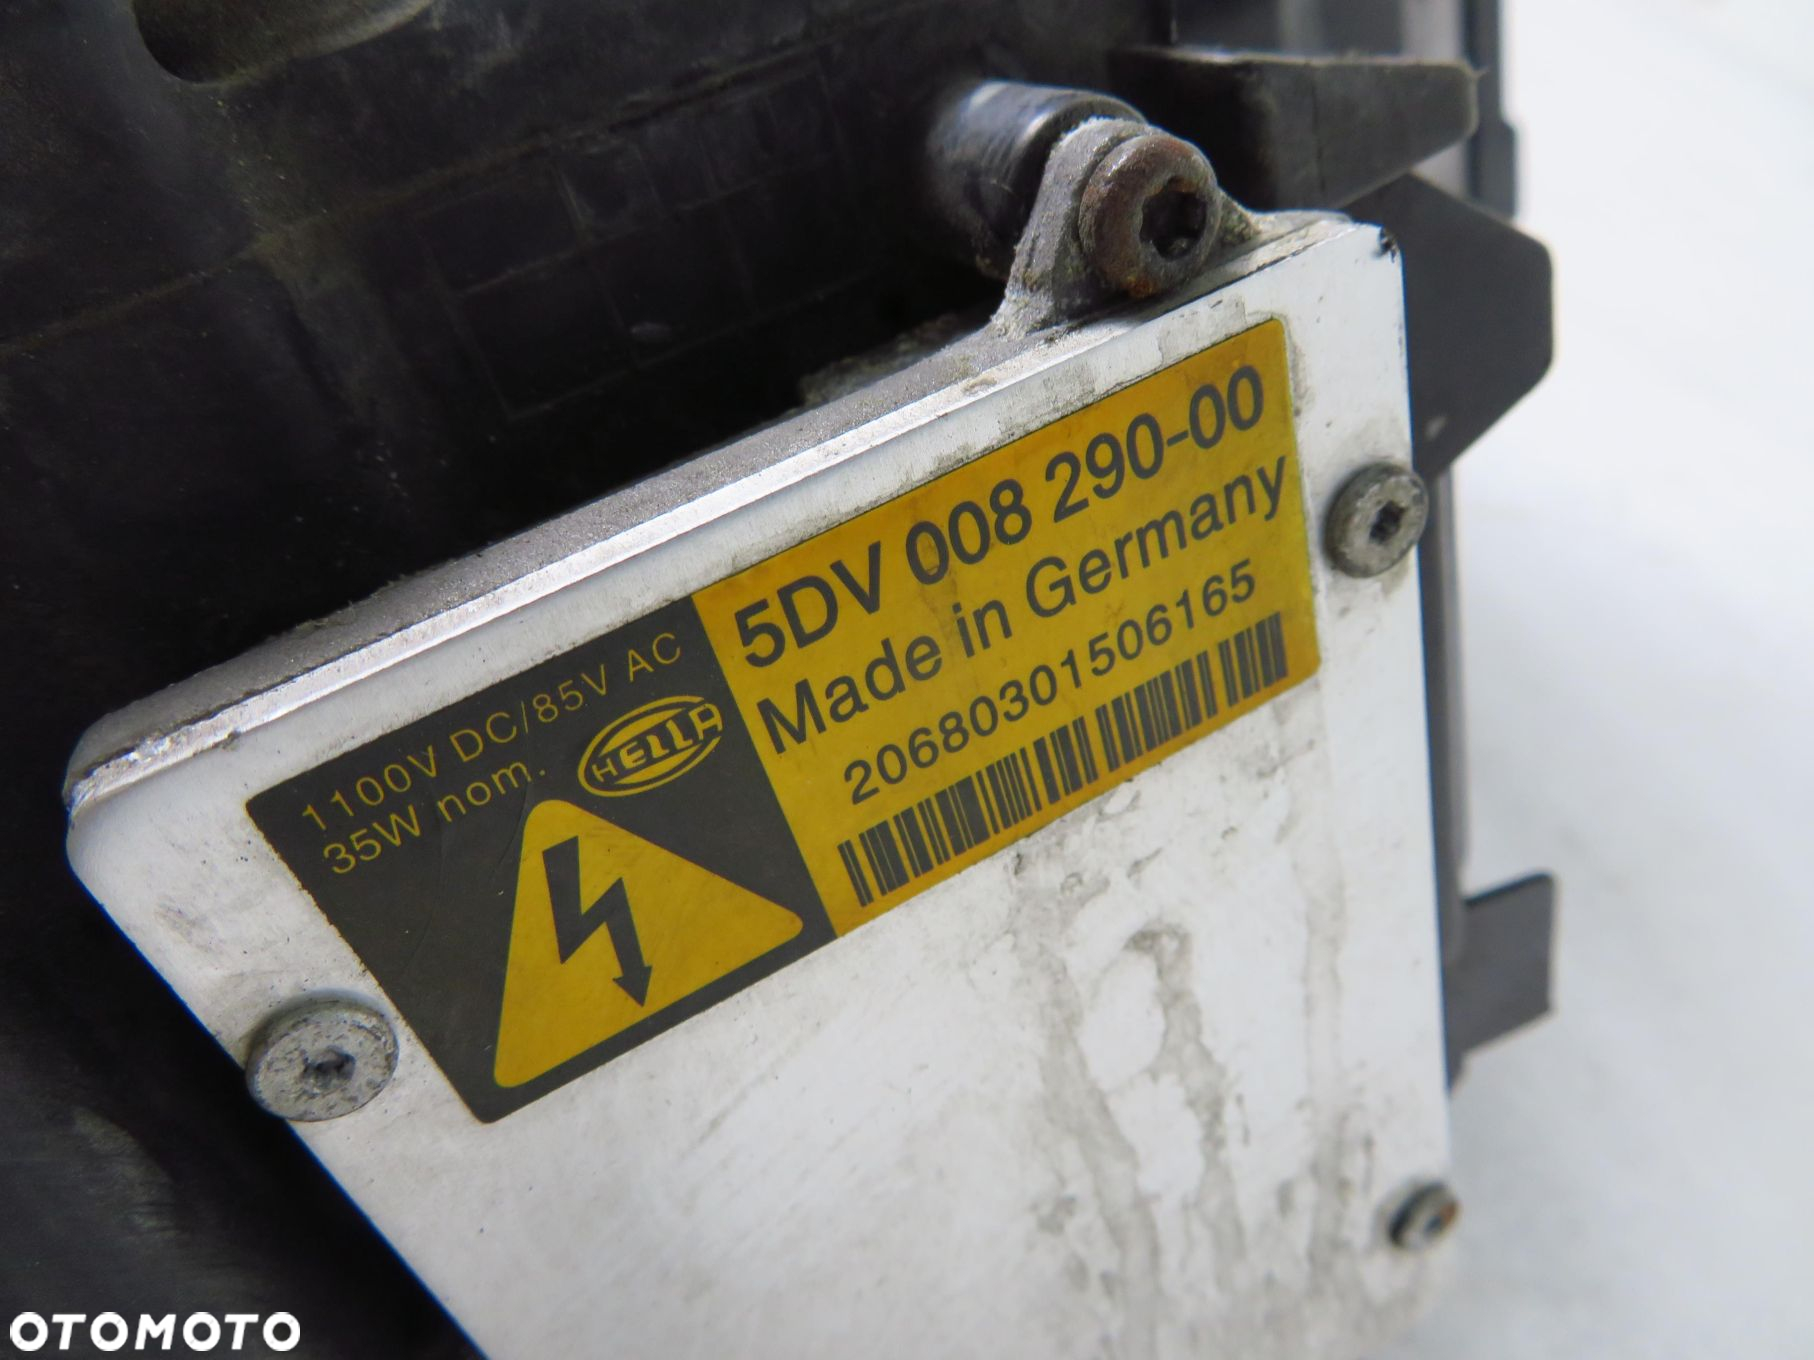 1100V DC/85V AC
35W nom.
HELLA
5DV 008 290-00
Made in Germany
20680301506165
OTOMOTO